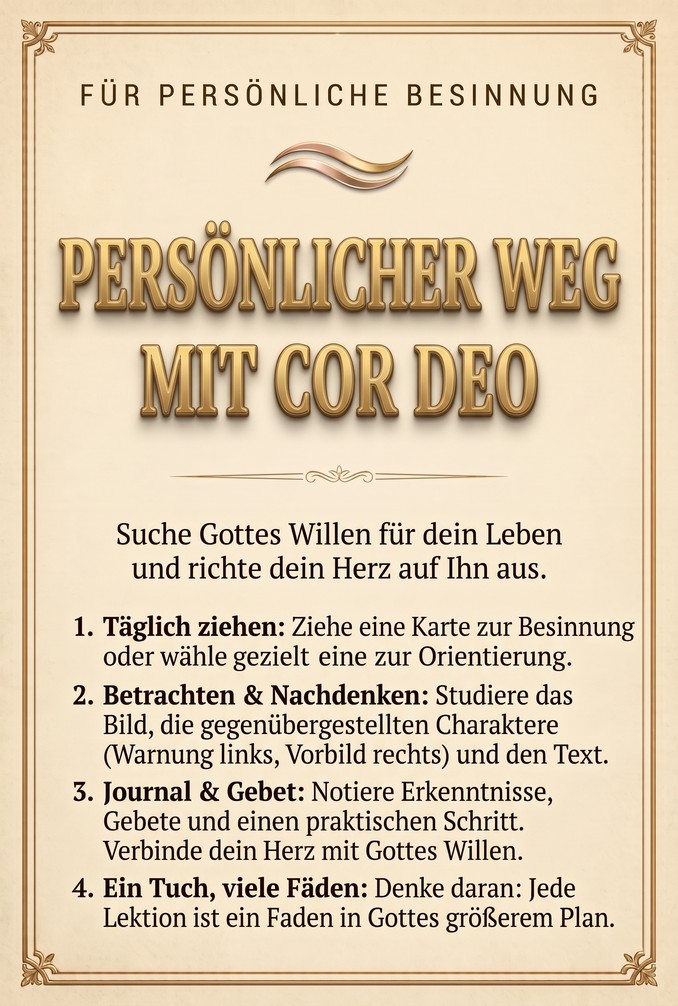 FÜR PERSÖNLICHE BESINNUNG
PERSÖNLICHER WEG
MIT COR DEO
Suche Gottes Willen für dein Leben
und richte dein Herz auf Ihn aus.
1. Täglich ziehen: Ziehe eine Karte zur Besinnung
oder wähle gezielt eine zur Orientierung.
2. Betrachten & Nachdenken: Studiere das
Bild, die gegenübergestellten Charaktere
(Warnung links, Vorbild rechts) und den Text.
3. Journal & Gebet: Notiere Erkenntnisse,
Gebete und einen praktischen Schritt.
Verbinde dein Herz mit Gottes Willen.
4. Ein Tuch, viele Fäden: Denke daran: Jede
Lektion ist ein Faden in Gottes größerem Plan.